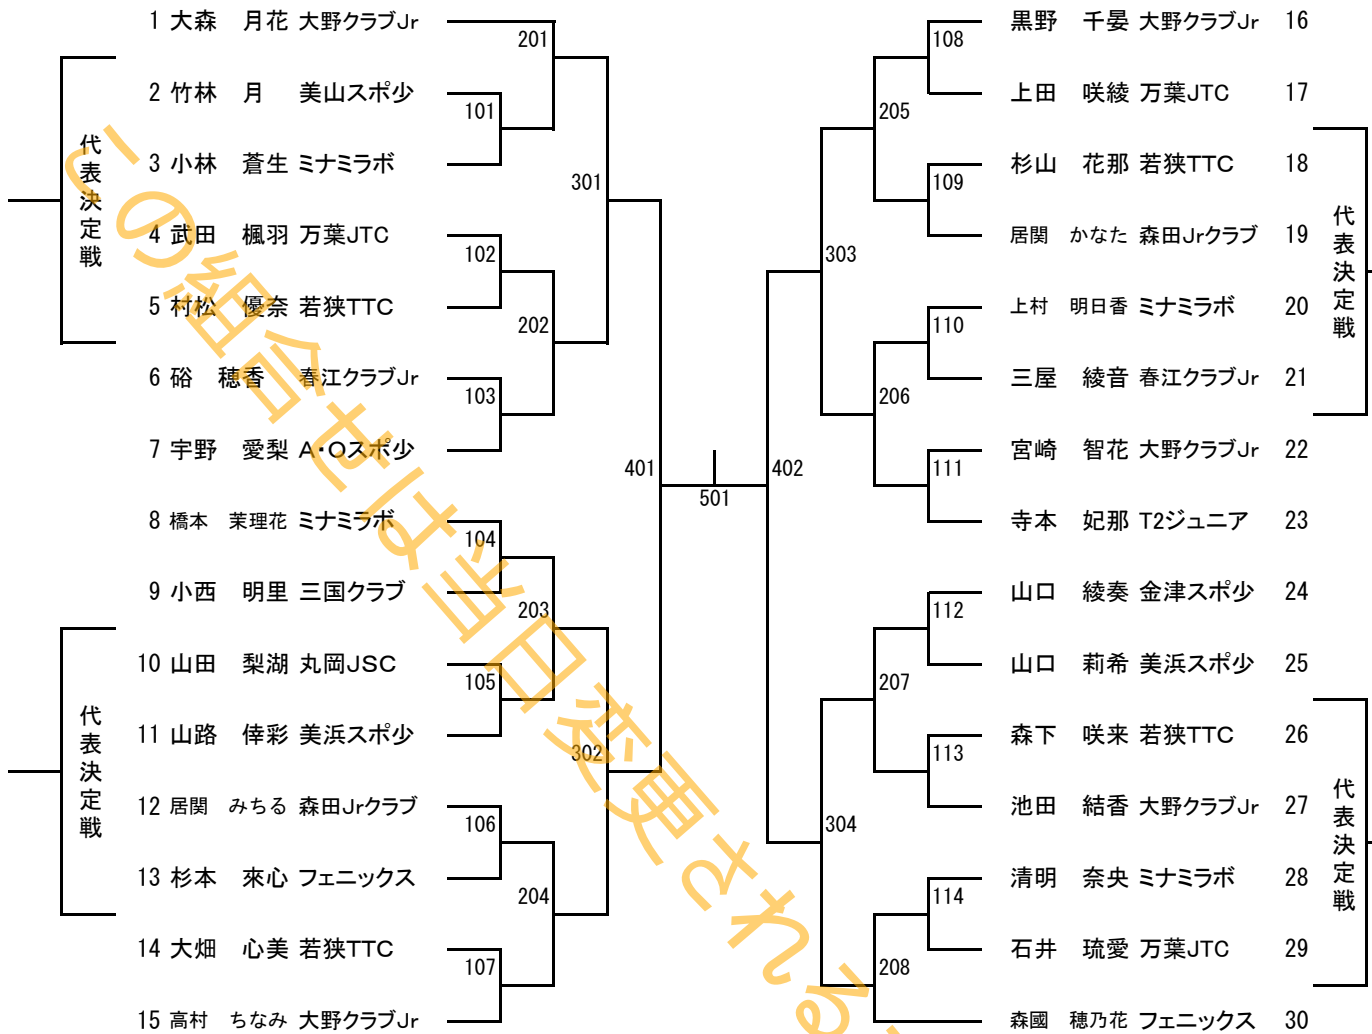 1 大森　月花 大野クラブJr
2 竹林　月　美山スポ少
3 小林　蒼生 ミナミラボ
4 武田　楓羽 万葉JTC
5 村松　優奈 若狭TTC
6 硲　穂香　春江クラブJr
7 宇野　愛梨 A・Oスポ少
8 橋本　茉理花 ミナミラボ
9 小西　明里 三国クラブ
10 山田　梨湖 丸岡JSC
11 山路　倖彩 美浜スポ少
12 居関　みちる 森田Jrクラブ
13 杉本　來心 フェニックス
14 大畑　心美 若狭TTC
15 高村　ちなみ 大野クラブJr
代表決定戦
代表決定戦
101
102
103
104
105
106
107
201
202
203
204
301
302
401
501
402
303
304
205
206
207
208
108
109
110
111
112
113
114
黒野　千晏 大野クラブJr 16
上田　咲綾 万葉JTC 17
杉山　花那 若狭TTC 18
居関　かなた 森田Jrクラブ 19
上村　明日香 ミナミラボ 20
三屋　綾音 春江クラブJr 21
宮崎　智花 大野クラブJr 22
寺本　妃那 T2ジュニア 23
山口　綾奏 金津スポ少 24
山口　莉希 美浜スポ少 25
森下　咲来 若狭TTC 26
池田　結香 大野クラブJr 27
清明　奈央 ミナミラボ 28
石井　琉愛 万葉JTC 29
森國　穂乃花 フェニックス 30
代表決定戦
代表決定戦
この組合せは当日変更される